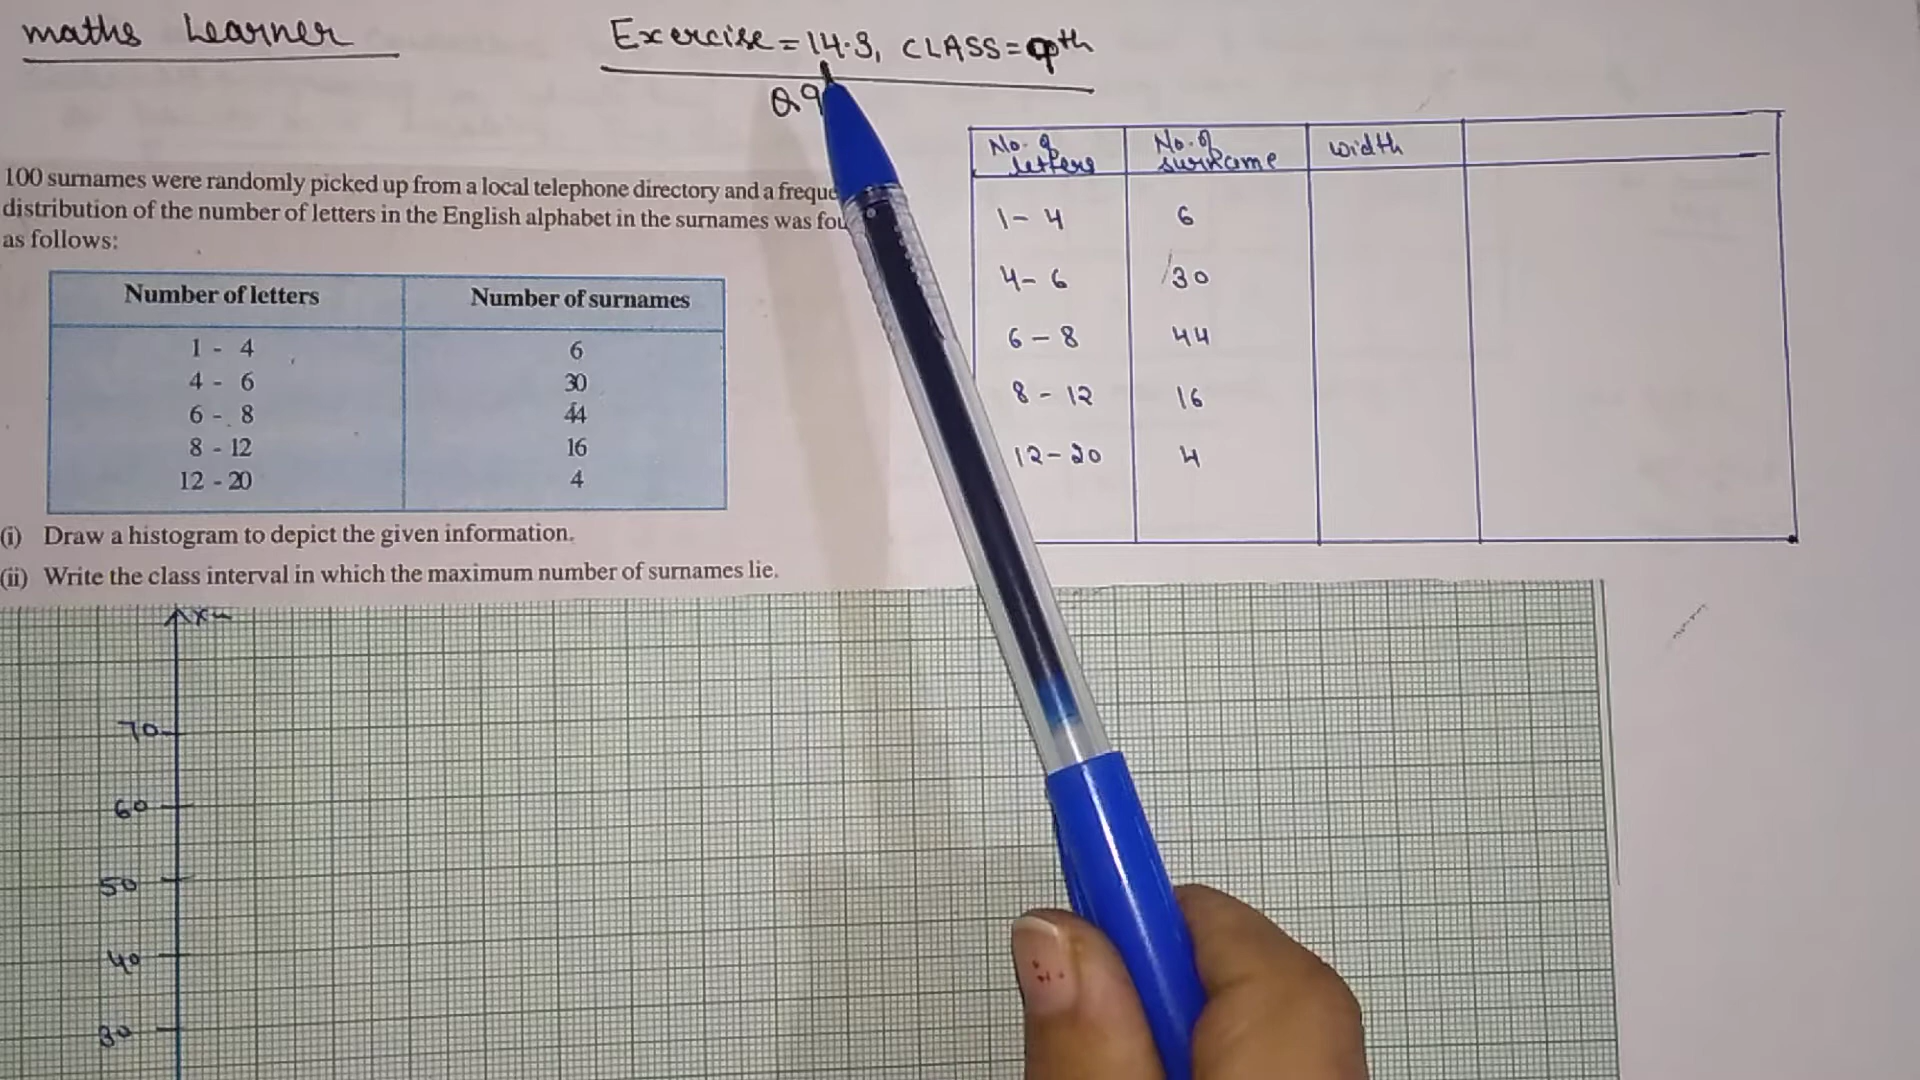 maths Learner
Exercise = 14.3, CLASS = 9th
Q 9
100 surnames were randomly picked up from a local telephone directory and a freque
distribution of the number of letters in the English alphabet in the surnames was fou
as follows:
Number of letters Number of surnames
1 - 4 6
4 - 6 30
6 - 8 44
8 - 12 16
12 - 20 4
(i) Draw a histogram to depict the given information.
(ii) Write the class interval in which the maximum number of surnames lie.
No. of letters No. of surname width
1 - 4 6
4 - 6 30
6 - 8 44
8 - 12 16
12 - 20 4
70
60
50
40
30